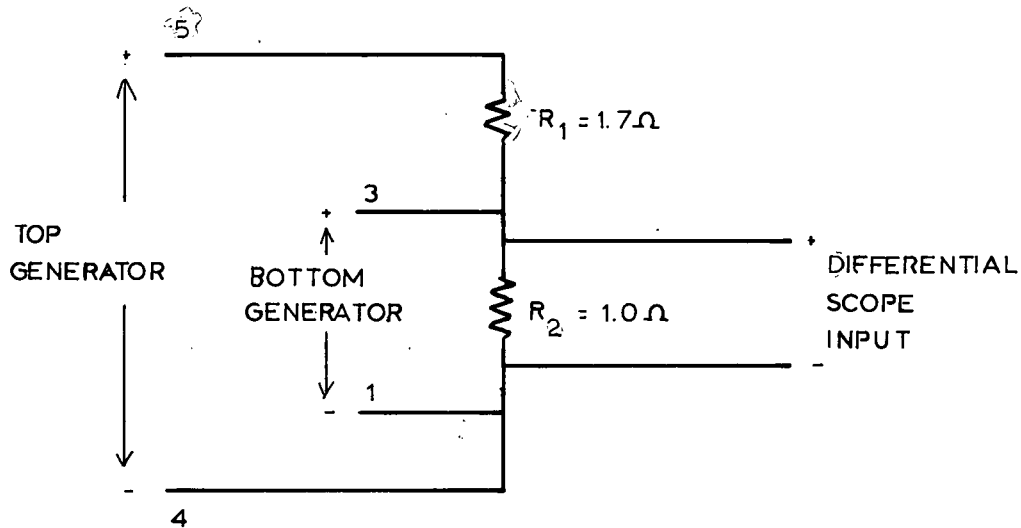 5
+
R1 = 1.7Ω
3
+
TOP
GENERATOR
BOTTOM
GENERATOR
+
DIFFERENTIAL
SCOPE
INPUT
R2 = 1.0Ω
-
1
-
-
4